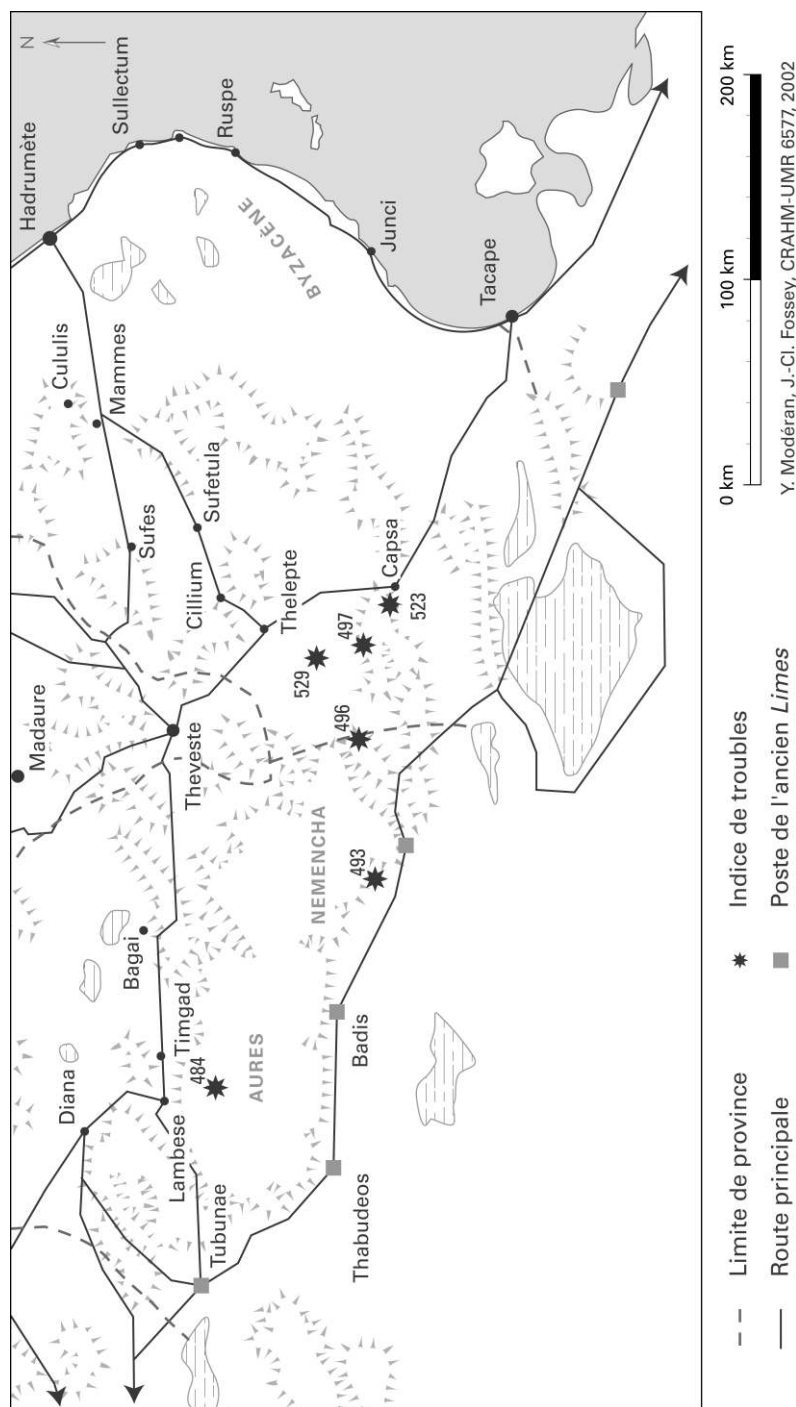 N
Hadrumète
Sullectum
Ruspe
Cululis
Mammes
BYZACÈNE
Junci
Sufes
Sufetula
Cillium
Thelepte
Capsa
Tacape
Madaure
Theveste
529
497
523
496
Bagai
NEMENCHA
493
Diana
Timgad
484
AURES
Lambese
Tubunae
Badis
Thabudeos
Limite de province
Route principale
Indice de troubles
Poste de l'ancien Limes
0 km
100 km
200 km
Y. Modéran, J.-Cl. Fossey, CRAHM-UMR 6577, 2002